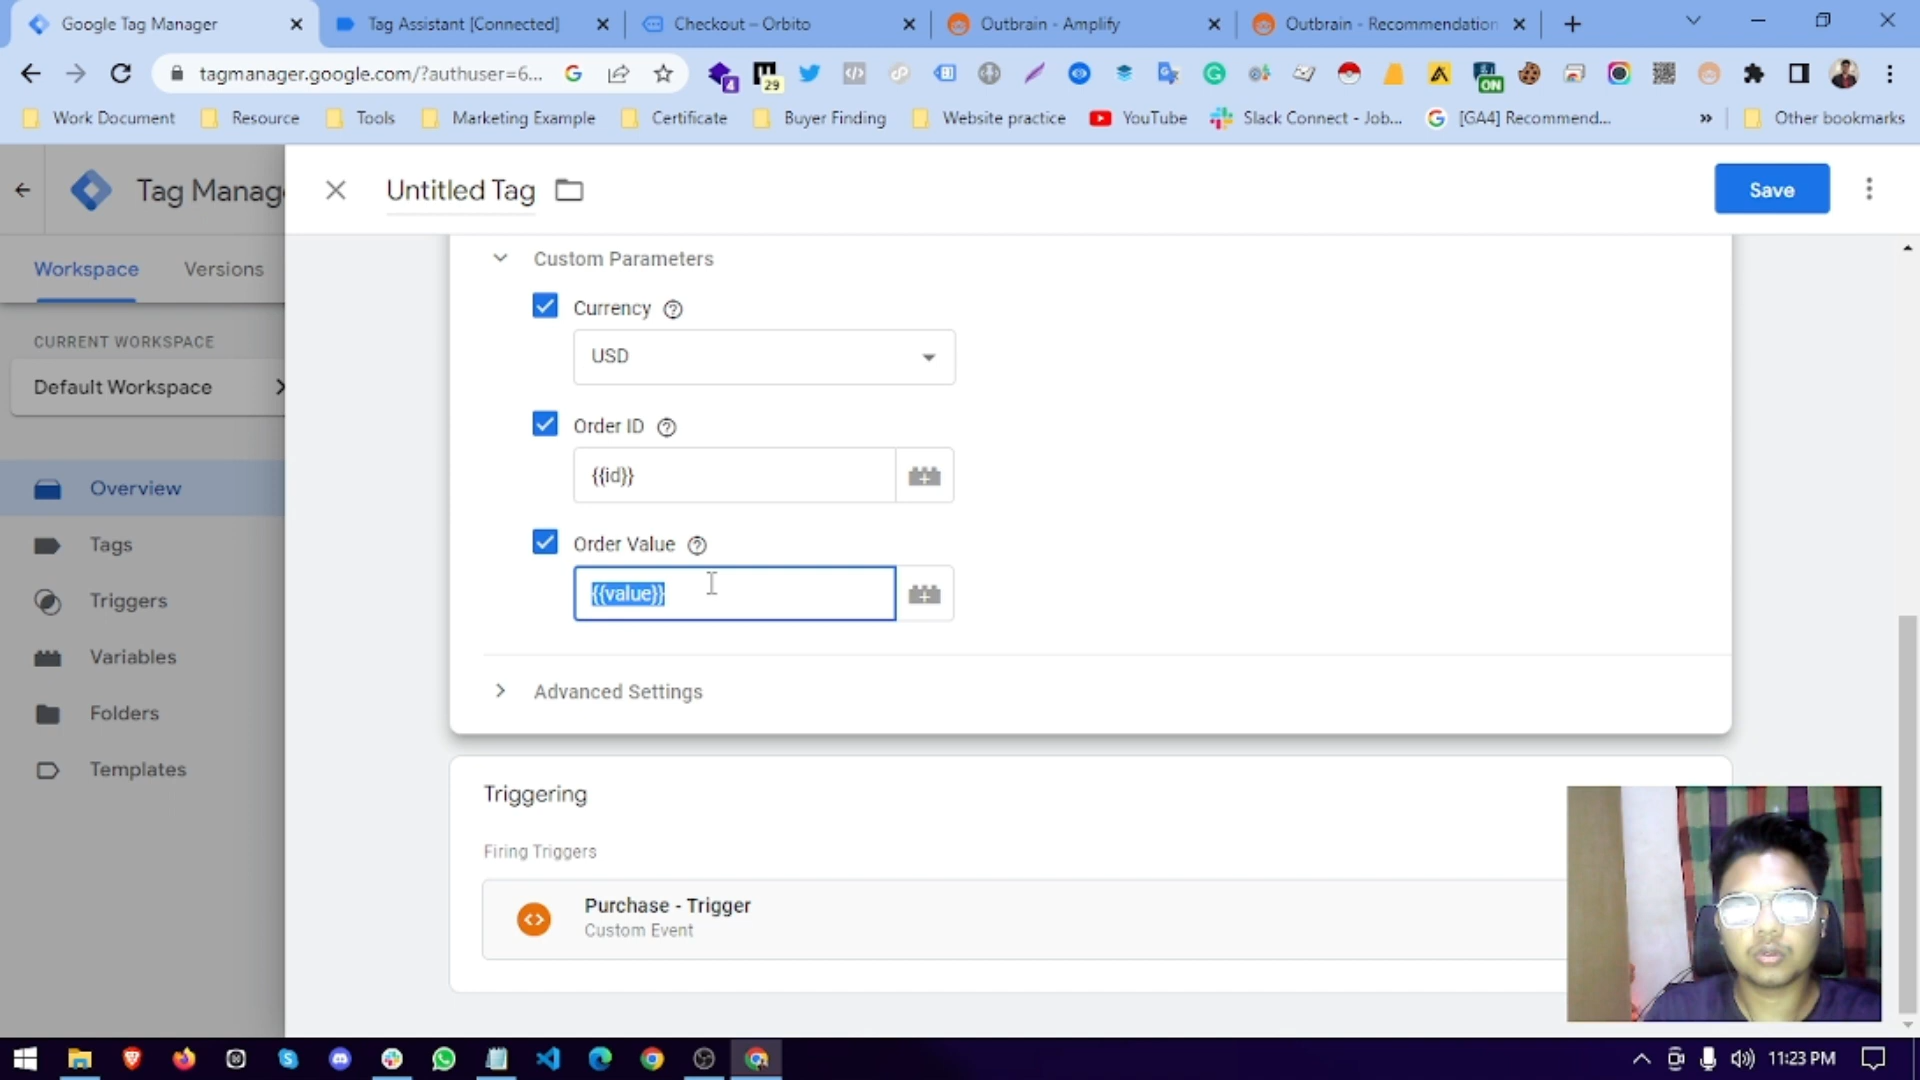 Google Tag Manager
Tag Assistant [Connected]
Checkout – Orbito
Outbrain - Amplify
Outbrain - Recommendation
tagmanager.google.com/?authuser=6...
4
29
ON
Work Document
Resource
Tools
Marketing Example
Certificate
Buyer Finding
Website practice
YouTube
Slack Connect - Job...
[GA4] Recommend...
»
Other bookmarks
Tag Manag
Untitled Tag
Save
Workspace
Versions
CURRENT WORKSPACE
Default Workspace
Overview
Tags
Triggers
Variables
Folders
Templates
Custom Parameters
Currency
USD
Order ID
{{id}}
Order Value
{{value}}
Advanced Settings
Triggering
Firing Triggers
Purchase - Trigger
Custom Event
11:23 PM